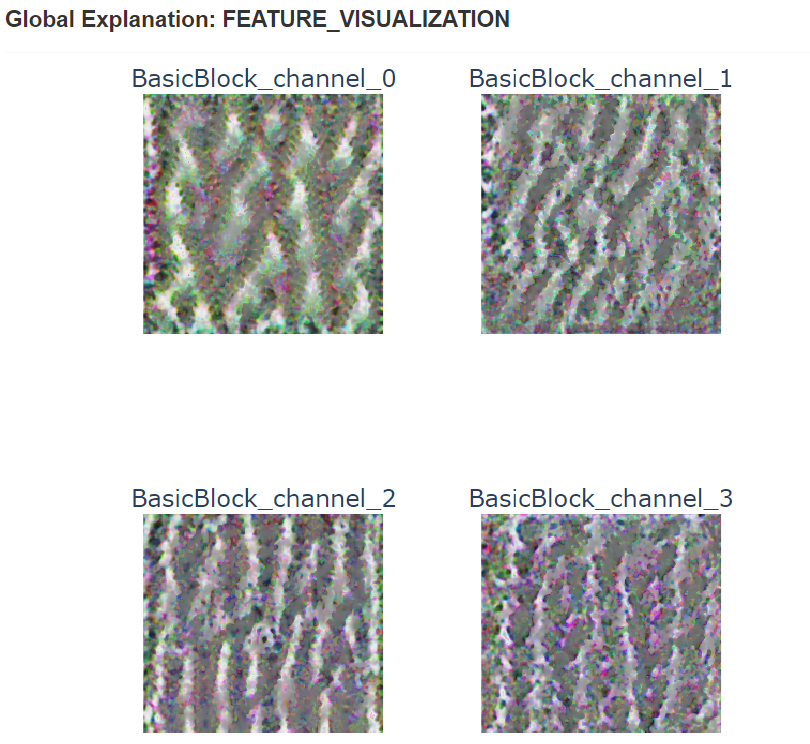 Global Explanation: FEATURE_VISUALIZATION
BasicBlock_channel_0
BasicBlock_channel_1
BasicBlock_channel_2
BasicBlock_channel_3